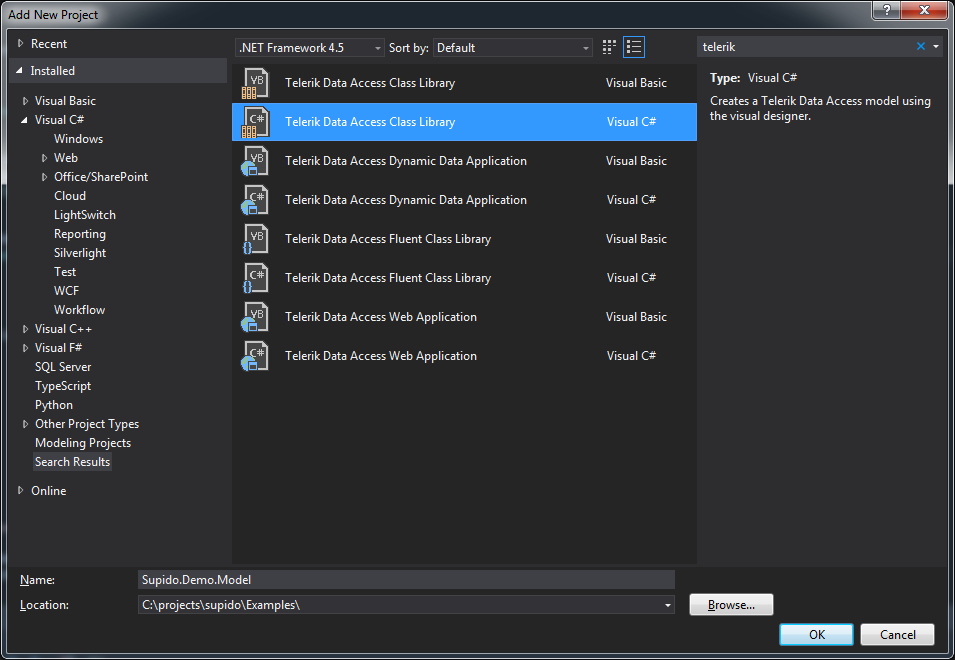 Add New Project
?
Recent
Installed
Visual Basic
Visual C#
Windows
Web
Office/SharePoint
Cloud
LightSwitch
Reporting
Silverlight
Test
WCF
Workflow
Visual C++
Visual F#
SQL Server
TypeScript
Python
Other Project Types
Modeling Projects
Search Results
Online
.NET Framework 4.5 Sort by: Default
VB Telerik Data Access Class Library Visual Basic
C# Telerik Data Access Class Library Visual C#
VB Telerik Data Access Dynamic Data Application Visual Basic
C# Telerik Data Access Dynamic Data Application Visual C#
VB Telerik Data Access Fluent Class Library Visual Basic
C# Telerik Data Access Fluent Class Library Visual C#
VB Telerik Data Access Web Application Visual Basic
C# Telerik Data Access Web Application Visual C#
telerik
Type: Visual C#
Creates a Telerik Data Access model using
the visual designer.
Name: Supido.Demo.Model
Location: C:\projects\supido\Examples\
Browse...
OK Cancel